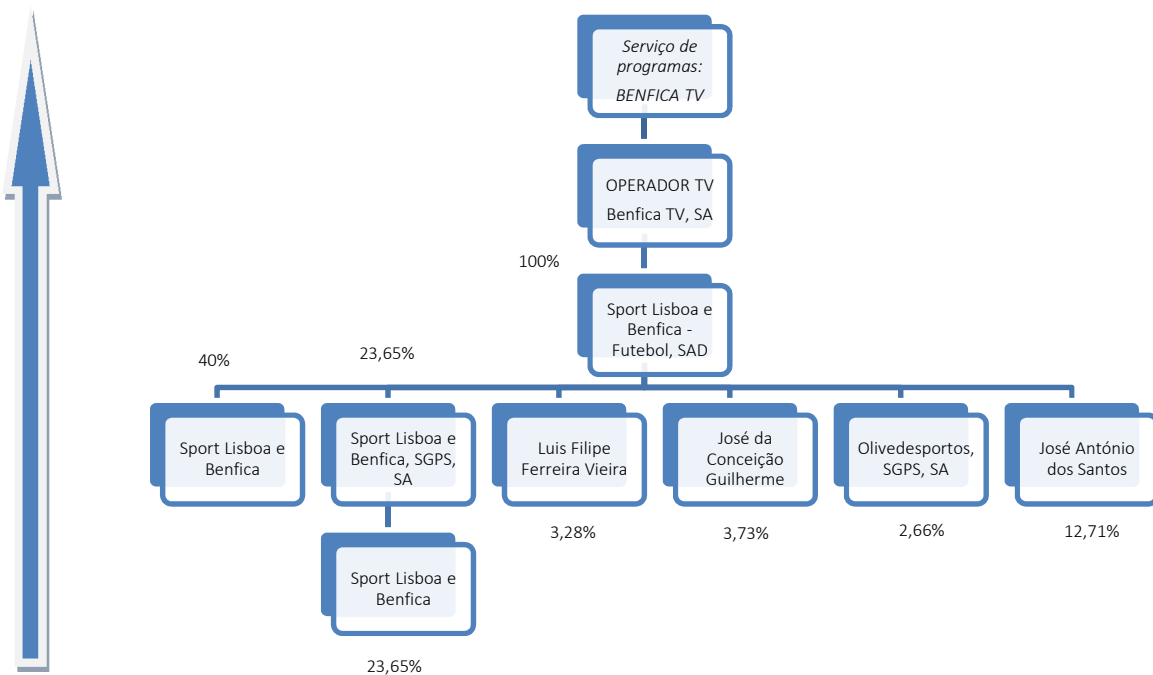 Serviço de
programas:
BENFICA TV
OPERADOR TV
Benfica TV, SA
100%
Sport Lisboa e
Benfica -
Futebol, SAD
40%
23,65%
Sport Lisboa e
Benfica
Sport Lisboa e
Benfica, SGPS,
SA
Luis Filipe
Ferreira Vieira
José da
Conceição
Guilherme
Olivedesportos,
SGPS, SA
José António
dos Santos
3,28%
3,73%
2,66%
12,71%
Sport Lisboa e
Benfica
23,65%